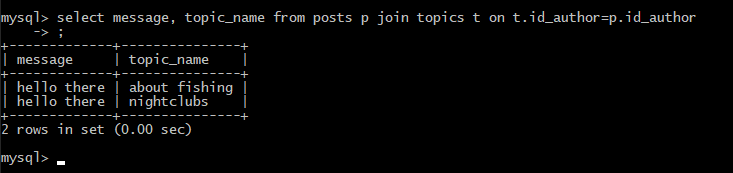 mysql> select message, topic_name from posts p join topics t on t.id_author=p.id_author
    -> ;
+-------------+---------------+
| message     | topic_name    |
+-------------+---------------+
| hello there | about fishing |
| hello there | nightclubs    |
+-------------+---------------+
2 rows in set (0.00 sec)
mysql>